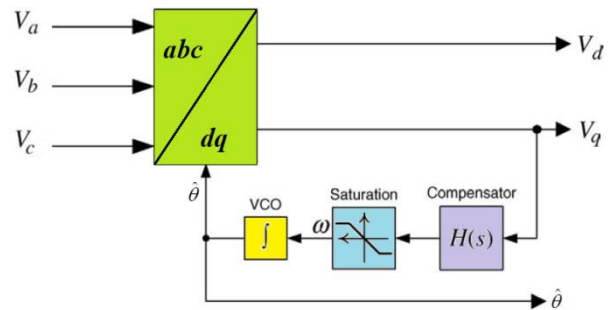 V_a
abc
V_d
V_b
V_c
dq
V_q
θ̂
VCO
Saturation
Compensator
∫
ω
H(s)
θ̂